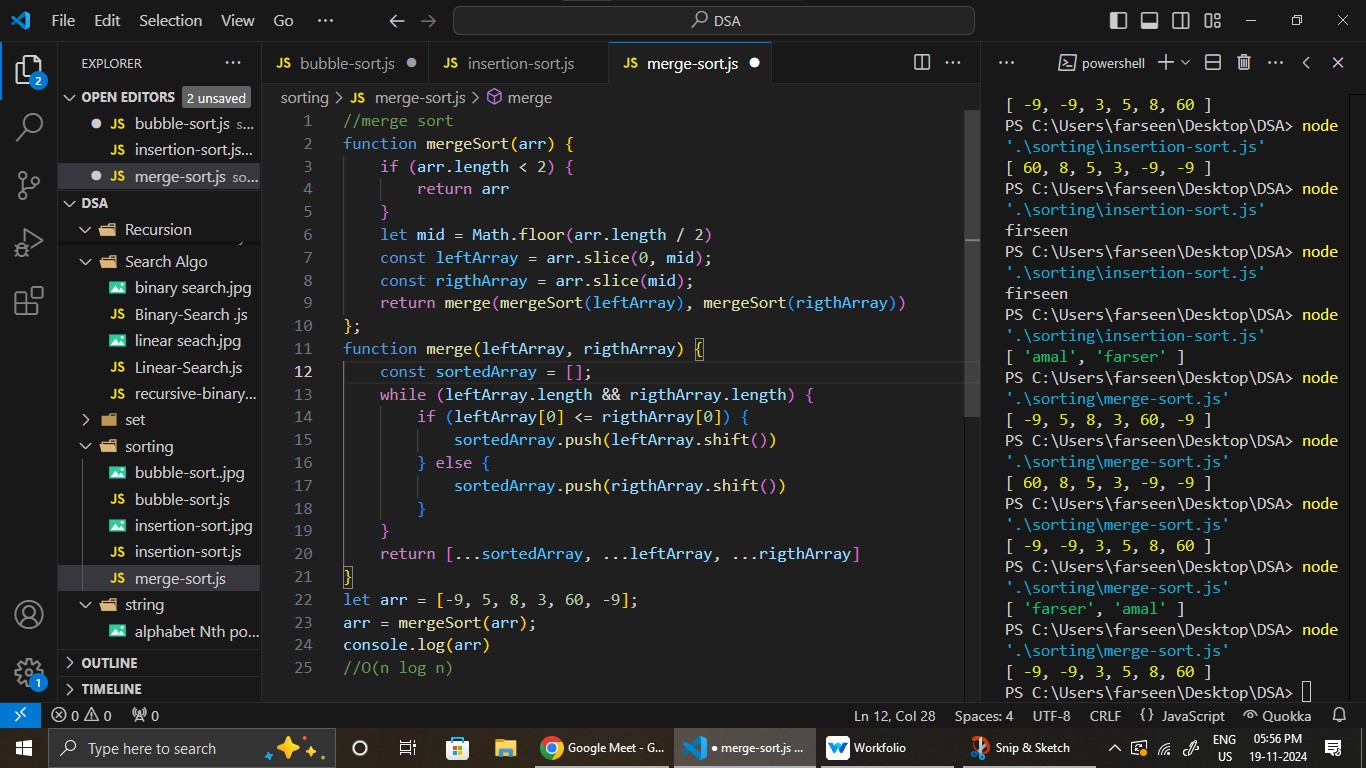 File Edit Selection View Go ··· DSA
EXPLORER ···
OPEN EDITORS 2 unsaved
JS bubble-sort.js s...
JS insertion-sort.js...
JS merge-sort.js so...
DSA
Recursion
Search Algo
binary search.jpg
JS Binary-Search .js
linear seach.jpg
JS Linear-Search.js
JS recursive-binary...
set
sorting
bubble-sort..jpg
JS bubble-sort.js
insertion-sort.jpg
JS insertion-sort.js
JS merge-sort.js
string
alphabet Nth po...
OUTLINE
TIMELINE
2
1
JS bubble-sort.js JS insertion-sort.js JS merge-sort.js ···
sorting > JS merge-sort.js > merge
1 //merge sort
2 function mergeSort(arr) {
3 if (arr.length < 2) {
4 return arr
5 }
6 let mid = Math.floor(arr.length / 2)
7 const leftArray = arr.slice(0, mid);
8 const rigthArray = arr.slice(mid);
9 return merge(mergeSort(leftArray), mergeSort(rigthArray))
10 };
11 function merge(leftArray, rigthArray) {
12 const sortedArray = [];
13 while (leftArray.length && rigthArray.length) {
14 if (leftArray[0] <= rigthArray[0]) {
15 sortedArray.push(leftArray.shift())
16 } else {
17 sortedArray.push(rigthArray.shift())
18 }
19 }
20 return [...sortedArray, ...leftArray, ...rigthArray]
21 }
22 let arr = [-9, 5, 8, 3, 60, -9];
23 arr = mergeSort(arr);
24 console.log(arr)
25 //O(n log n)
··· powershell ···
[ -9, -9, 3, 5, 8, 60 ]
PS C:\Users\farseen\Desktop\DSA> node
'.\sorting\insertion-sort.js'
[ 60, 8, 5, 3, -9, -9 ]
PS C:\Users\farseen\Desktop\DSA> node
'.\sorting\insertion-sort.js'
firseen
PS C:\Users\farseen\Desktop\DSA> node
'.\sorting\insertion-sort.js'
firseen
PS C:\Users\farseen\Desktop\DSA> node
'.\sorting\insertion-sort.js'
[ 'amal', 'farser' ]
PS C:\Users\farseen\Desktop\DSA> node
'.\sorting\merge-sort.js'
[ -9, 5, 8, 3, 60, -9 ]
PS C:\Users\farseen\Desktop\DSA> node
'.\sorting\merge-sort.js'
[ 60, 8, 5, 3, -9, -9 ]
PS C:\Users\farseen\Desktop\DSA> node
'.\sorting\merge-sort.js'
[ -9, -9, 3, 5, 8, 60 ]
PS C:\Users\farseen\Desktop\DSA> node
'.\sorting\merge-sort.js'
[ 'farser', 'amal' ]
PS C:\Users\farseen\Desktop\DSA> node
'.\sorting\merge-sort.js'
[ -9, -9, 3, 5, 8, 60 ]
PS C:\Users\farseen\Desktop\DSA>
0 0 0 Ln 12, Col 28 Spaces: 4 UTF-8 CRLF {} JavaScript Quokka
Type here to search Google Meet - G... ● merge-sort.js ... W Workfolio Snip & Sketch
ENG 05:56 PM
US 19-11-2024